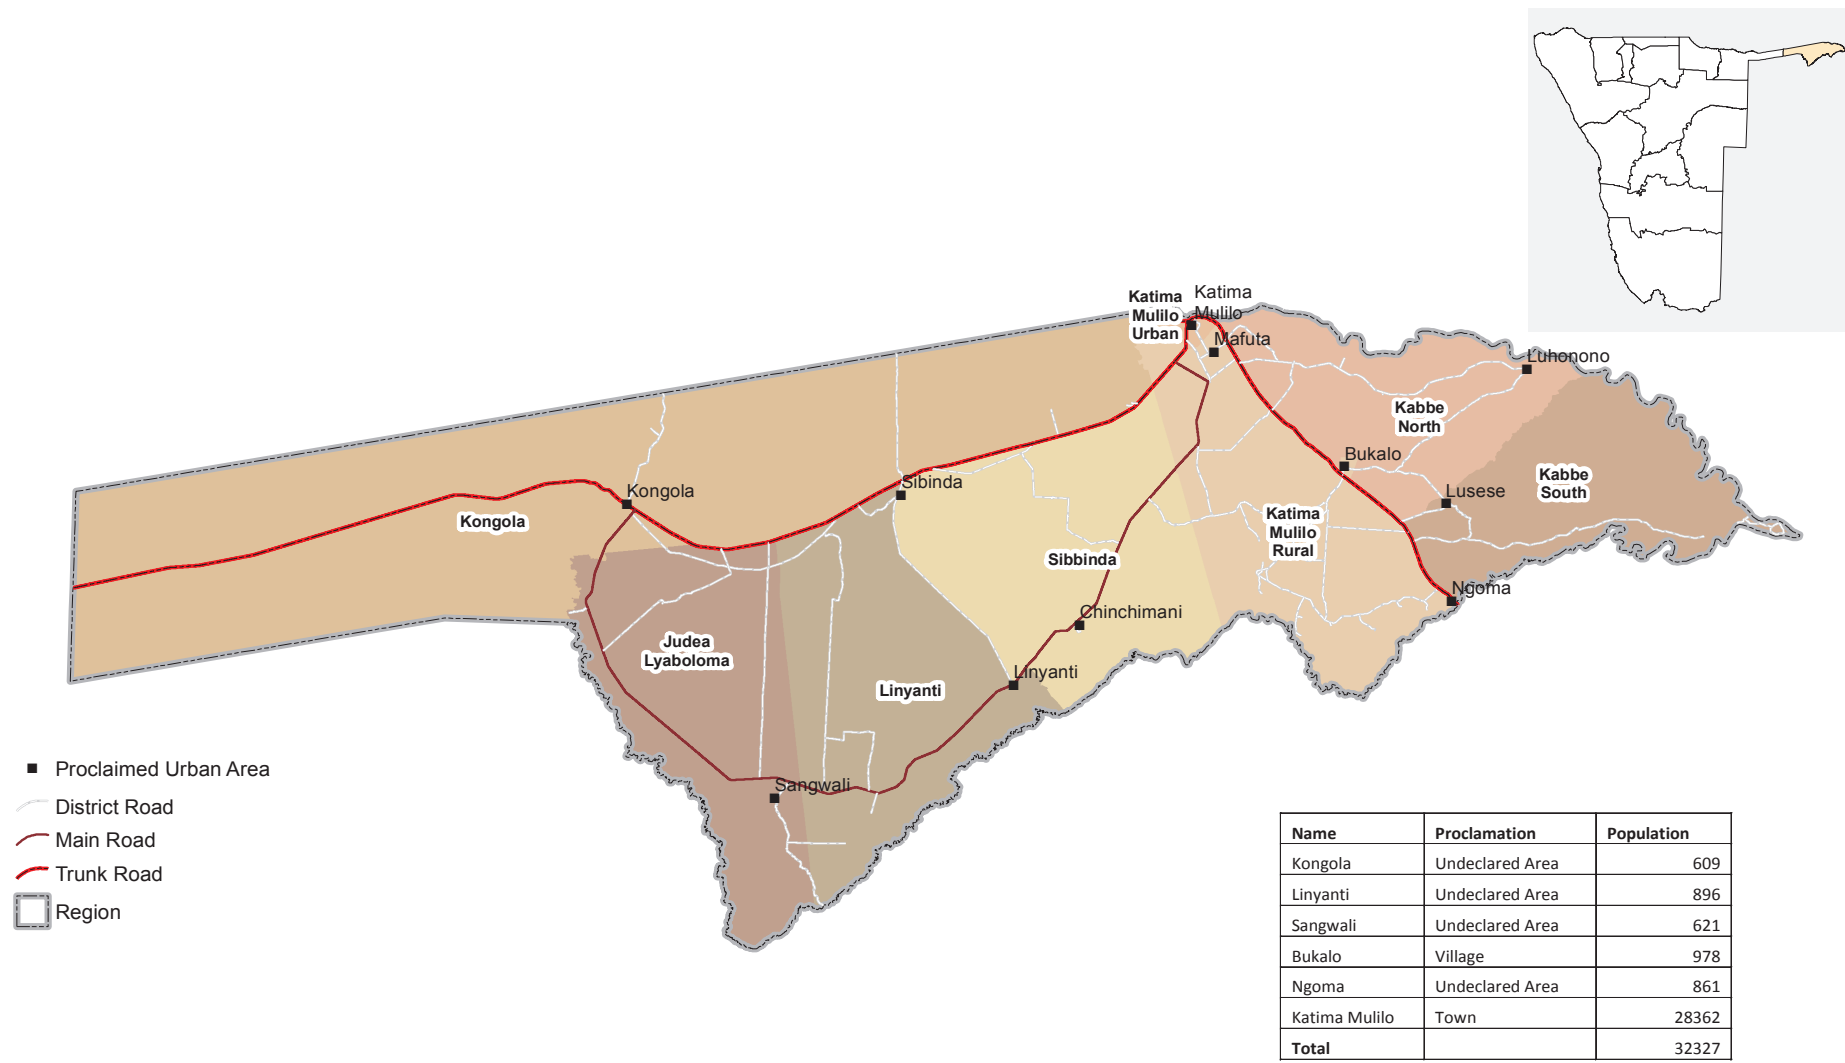 Katima
Mulilo
Urban
Katima
Mulilo
Mafuta
Luhonono
Kabbe
North
Bukalo
Kabbe
South
Lusese
Sibinda
Kongola
Kongola
Katima
Mulilo
Rural
Sibbinda
Ngoma
Chinchimani
Judea
Lyaboloma
Linyanti
Linyanti
Sangwali
Proclaimed Urban Area
District Road
Main Road
Trunk Road
Region
Name Proclamation Population
Kongola Undeclared Area 609
Linyanti Undeclared Area 896
Sangwali Undeclared Area 621
Bukalo Village 978
Ngoma Undeclared Area 861
Katima Mulilo Town 28362
Total 32327